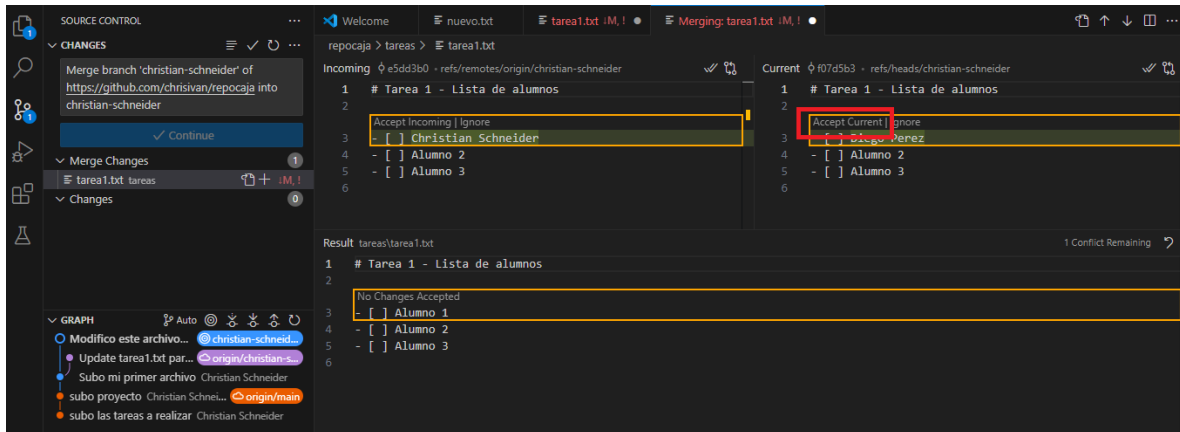 SOURCE CONTROL ···
CHANGES
Merge branch 'christian-schneider' of
https://github.com/chrisivan/repocaja into
christian-schneider
✓ Continue
Merge Changes 1
tarea1.txt tareas ↓M, !
Changes 0
GRAPH Auto
Modifico este archivo... christian-schneid...
Update tarea1.txt par... origin/christian-s...
Subo mi primer archivo Christian Schneider
subo proyecto Christian Schnei... origin/main
subo las tareas a realizar Christian Schneider
Welcome nuevo.txt tarea1.txt ↓M, ! ● Merging: tarea1.txt ↓M, ! ●
repocaja > tareas > tarea1.txt
Incoming e5dd3b0 · refs/remotes/origin/christian-schneider
1 # Tarea 1 - Lista de alumnos
2
Accept Incoming | Ignore
3 - [ ] Christian Schneider
4 - [ ] Alumno 2
5 - [ ] Alumno 3
6
Current f07d5b3 · refs/heads/christian-schneider
1 # Tarea 1 - Lista de alumnos
2
Accept Current | Ignore
3 - [ ] Diego Perez
4 - [ ] Alumno 2
5 - [ ] Alumno 3
6
Result tareas\tarea1.txt 1 Conflict Remaining
1 # Tarea 1 - Lista de alumnos
2
No Changes Accepted
3 - [ ] Alumno 1
4 - [ ] Alumno 2
5 - [ ] Alumno 3
6